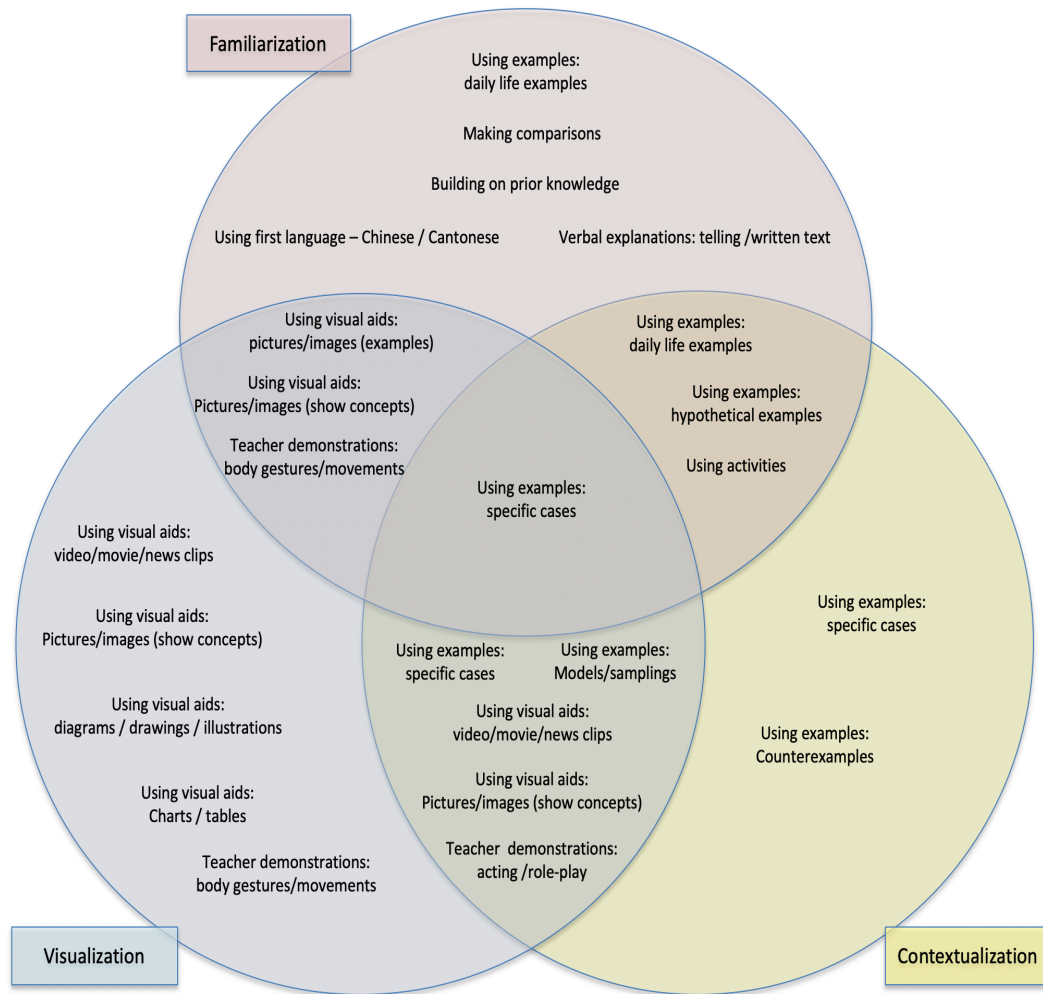 Familiarization
Using examples:
daily life examples
Making comparisons
Building on prior knowledge
Using first language – Chinese / Cantonese
Verbal explanations: telling /written text
Using visual aids:
pictures/images (examples)
Using visual aids:
Pictures/images (show concepts)
Teacher demonstrations:
body gestures/movements
Using examples:
daily life examples
Using examples:
hypothetical examples
Using activities
Using examples:
specific cases
Using visual aids:
video/movie/news clips
Using visual aids:
Pictures/images (show concepts)
Using visual aids:
diagrams / drawings / illustrations
Using visual aids:
Charts / tables
Teacher demonstrations:
body gestures/movements
Using examples:
specific cases
Using examples:
Models/samplings
Using visual aids:
video/movie/news clips
Using visual aids:
Pictures/images (show concepts)
Teacher demonstrations:
acting /role-play
Using examples:
specific cases
Using examples:
Counterexamples
Visualization
Contextualization